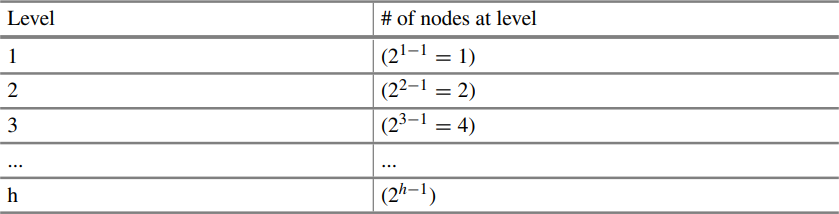 Level # of nodes at level
1 (2^{1−1} = 1)
2 (2^{2−1} = 2)
3 (2^{3−1} = 4)
... ...
h (2^{h−1})